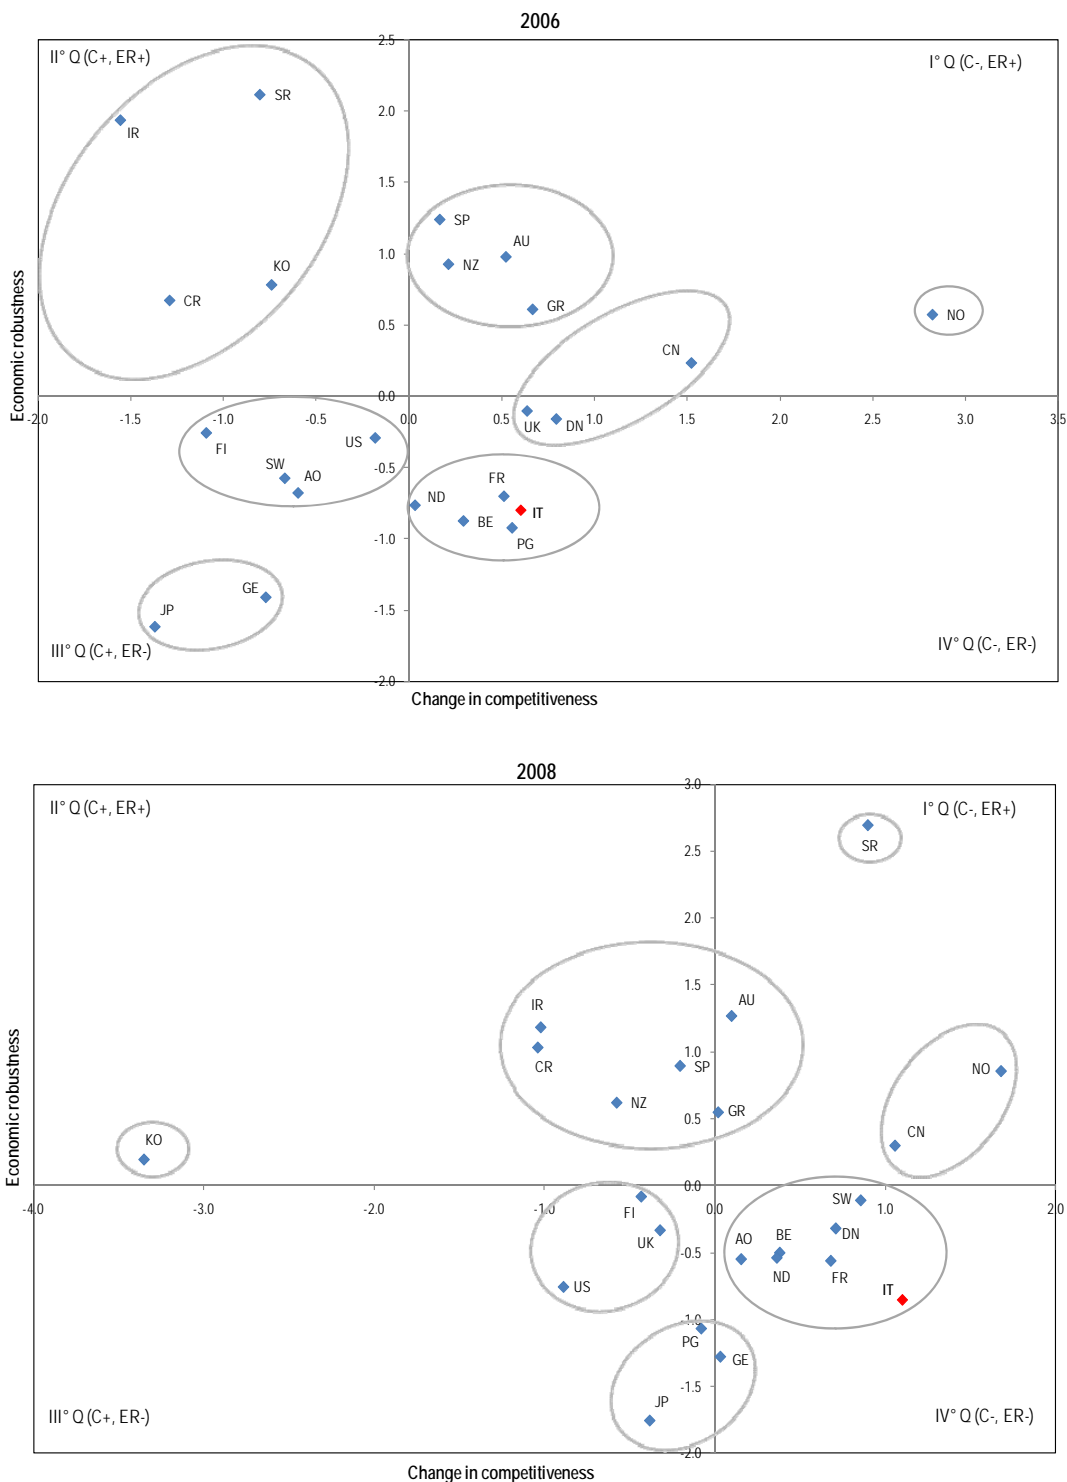 2006
2.5
II° Q (C+, ER+)
I° Q (C-, ER+)
SR
2.0
IR
1.5
SP
AU
1.0
NZ
KO
CR
GR
NO
0.5
CN
0.0
-2.0
-1.5
-1.0
-0.5
0.0
0.5
1.0
1.5
2.0
2.5
3.0
3.5
UK
DN
FI
US
-0.5
SW
AO
FR
ND
IT
BE
PG
-1.0
GE
JP
-1.5
III° Q (C+, ER-)
IV° Q (C-, ER-)
-2.0
Economic robustness
Change in competitiveness
2008
3.0
II° Q (C+, ER+)
I° Q (C-, ER+)
SR
2.5
2.0
1.5
IR
AU
1.0
CR
SP
NO
NZ
GR
0.5
CN
KO
0.0
-4.0
-3.0
-2.0
-1.0
0.0
1.0
2.0
SW
FI
DN
UK
AO
BE
-0.5
ND
FR
US
IT
-1.0
PG
GE
-1.5
JP
III° Q (C+, ER-)
IV° Q (C-, ER-)
-2.0
Economic robustness
Change in competitiveness